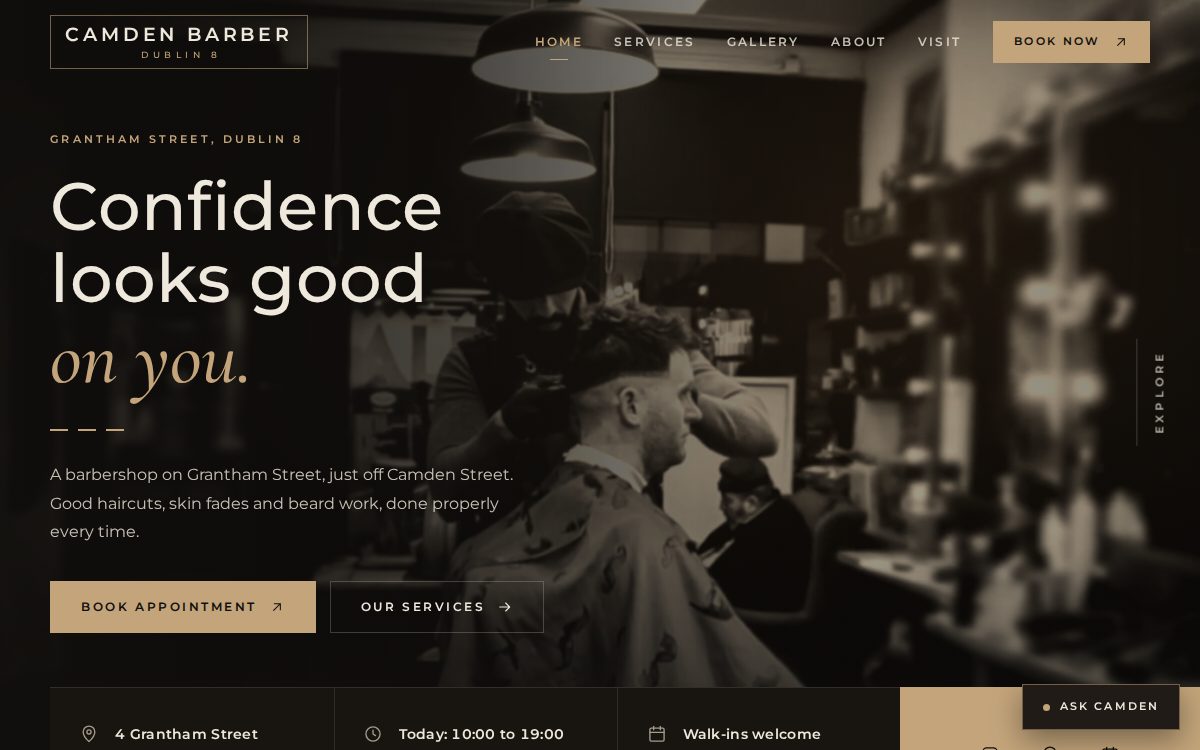 CAMDEN BARBER
DUBLIN 8
HOME SERVICES GALLERY ABOUT VISIT BOOK NOW
GRANTHAM STREET, DUBLIN 8
Confidence
looks good
on you.
A barbershop on Grantham Street, just off Camden Street.
Good haircuts, skin fades and beard work, done properly
every time.
BOOK APPOINTMENT OUR SERVICES
EXPLORE
4 Grantham Street Today: 10:00 to 19:00 Walk-ins welcome
ASK CAMDEN